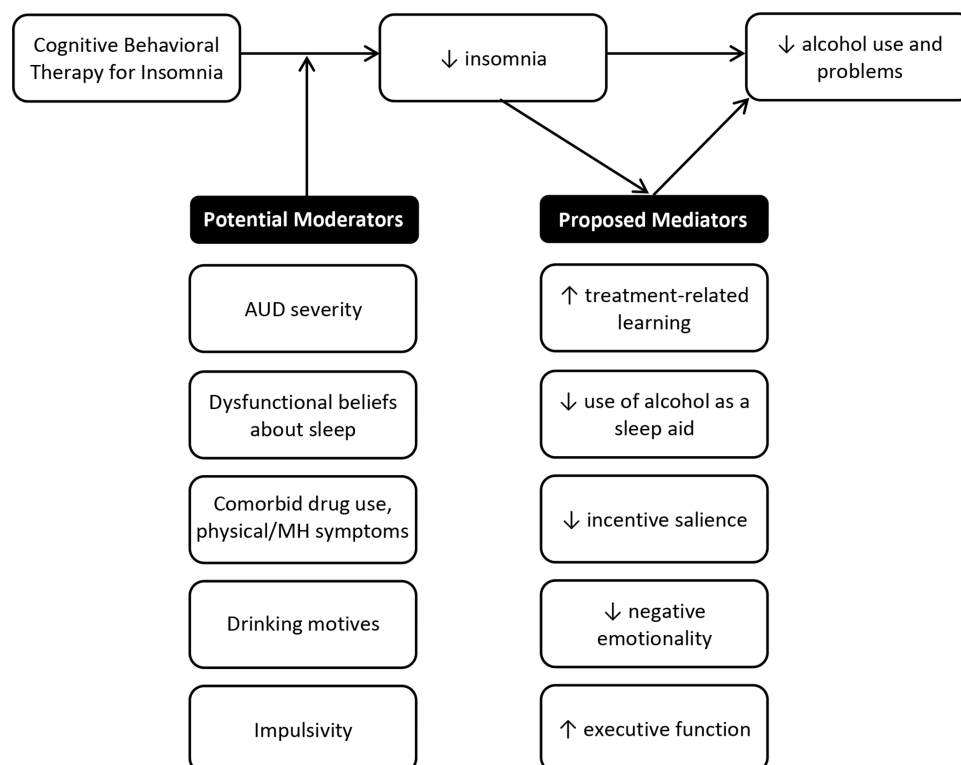 Cognitive Behavioral
Therapy for Insomnia
↓ insomnia
↓ alcohol use and
problems
Potential Moderators
AUD severity
Dysfunctional beliefs
about sleep
Comorbid drug use,
physical/MH symptoms
Drinking motives
Impulsivity
Proposed Mediators
↑ treatment-related
learning
↓ use of alcohol as a
sleep aid
↓ incentive salience
↓ negative
emotionality
↑ executive function